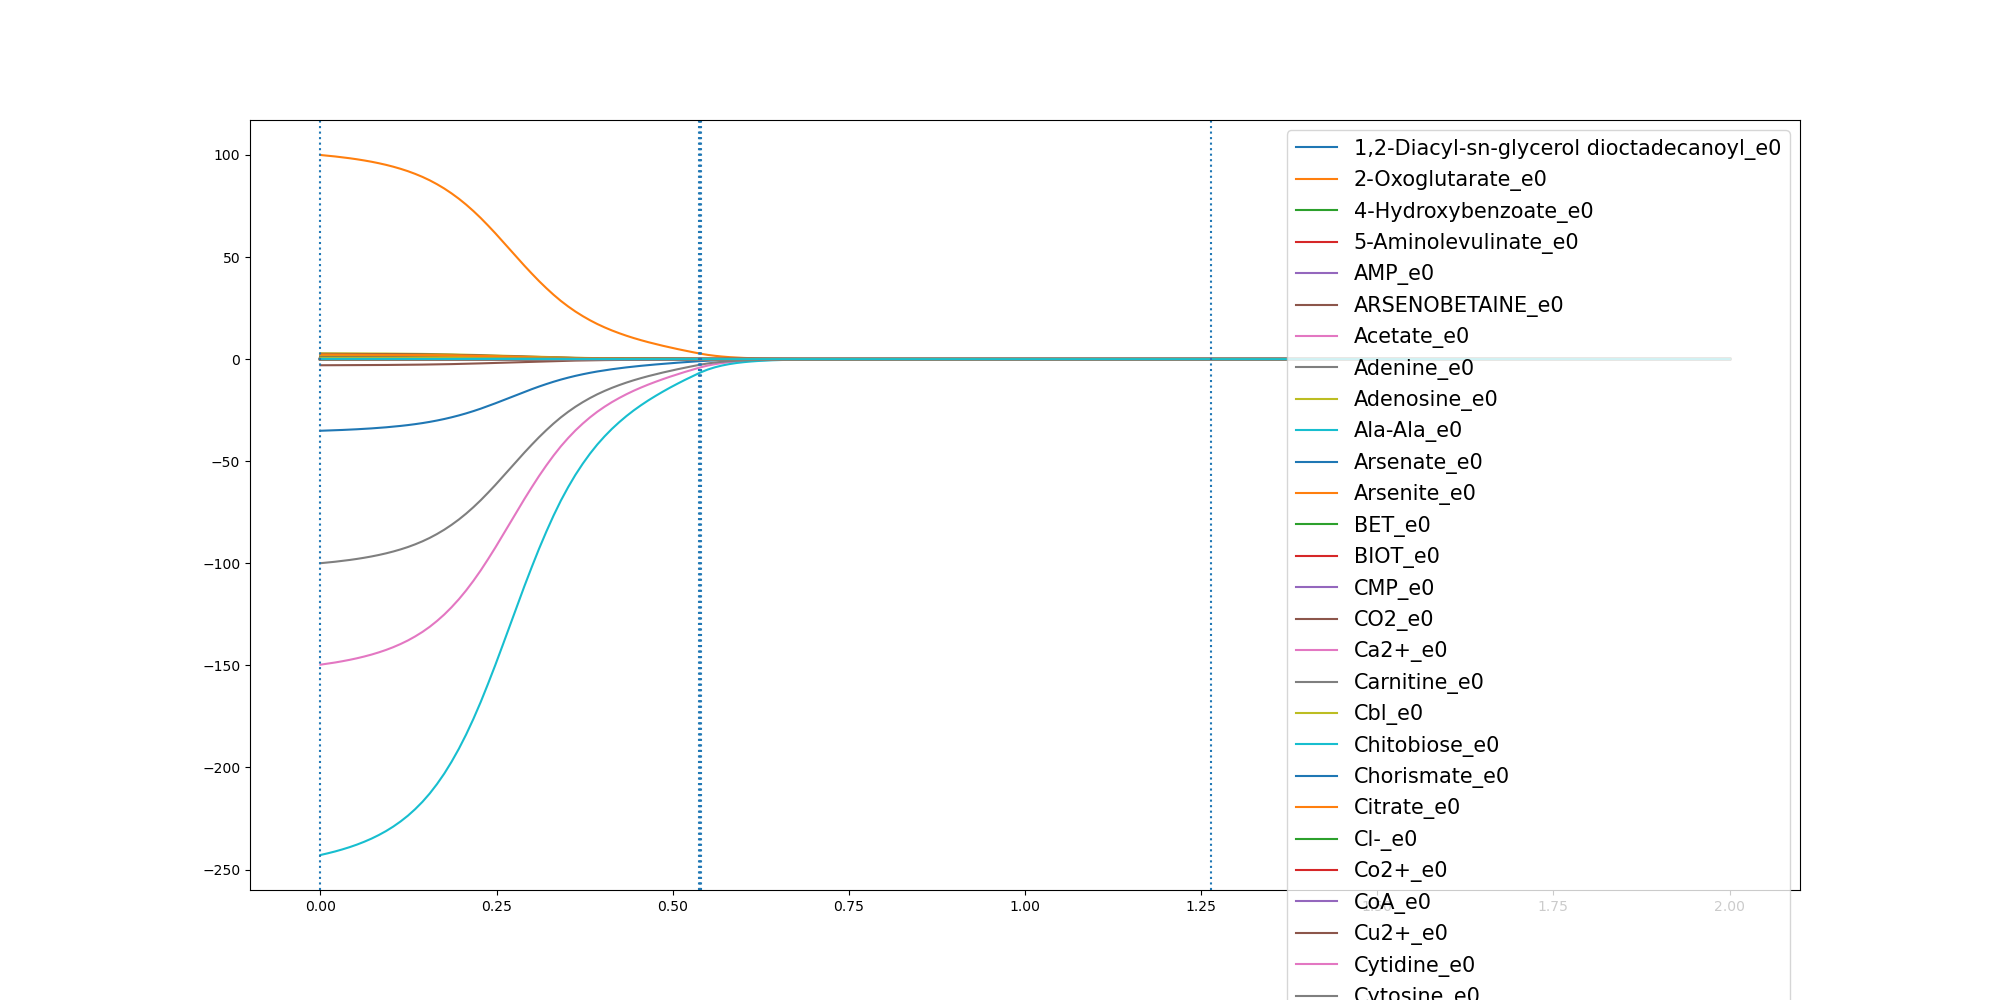 100
50
0
−50
−100
−150
−200
−250
0.00
0.25
0.50
0.75
1.00
1.25
1.75
2.00
1,2-Diacyl-sn-glycerol dioctadecanoyl_e0
2-Oxoglutarate_e0
4-Hydroxybenzoate_e0
5-Aminolevulinate_e0
AMP_e0
ARSENOBETAINE_e0
Acetate_e0
Adenine_e0
Adenosine_e0
Ala-Ala_e0
Arsenate_e0
Arsenite_e0
BET_e0
BIOT_e0
CMP_e0
CO2_e0
Ca2+_e0
Carnitine_e0
Cbl_e0
Chitobiose_e0
Chorismate_e0
Citrate_e0
Cl-_e0
Co2+_e0
CoA_e0
Cu2+_e0
Cytidine_e0
Cytosine_e0